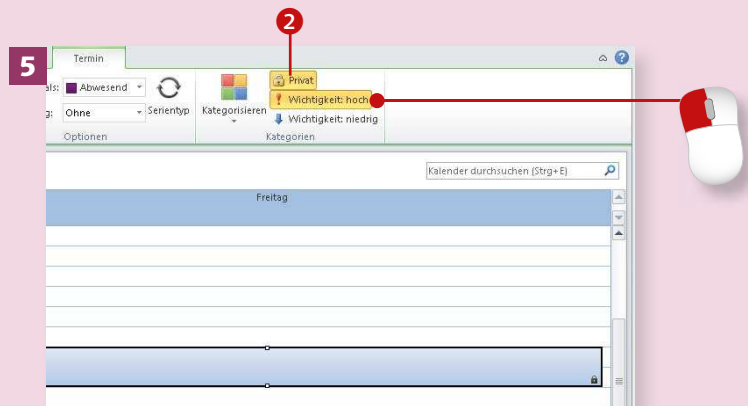 2
5
Termin
als: Abwesend
g: Ohne
Serientyp
Optionen
Kategorisieren
Privat
Wichtigkeit: hoch
Wichtigkeit: niedrig
Kategorien
Kalender durchsuchen (Strg+E)
Freitag